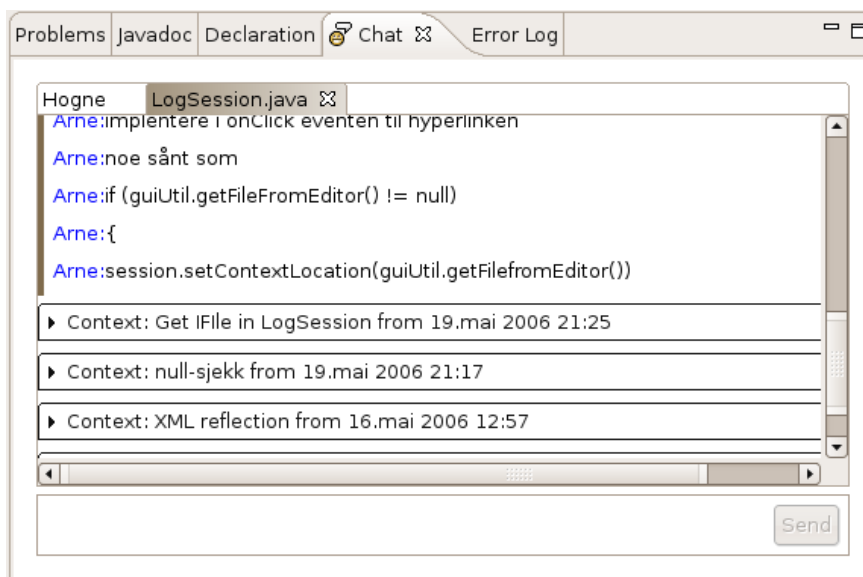 Problems Javadoc Declaration Chat Error Log
Hogne LogSession.java
Arne:implentere i onClick eventen til hyperlinken
Arne:noe sånt som
Arne:if (guiUtil.getFileFromEditor() != null)
Arne:{
Arne:session.setContextLocation(guiUtil.getFilefromEditor())
Context: Get IFIle in LogSession from 19.mai 2006 21:25
Context: null-sjekk from 19.mai 2006 21:17
Context: XML reflection from 16.mai 2006 12:57
Send